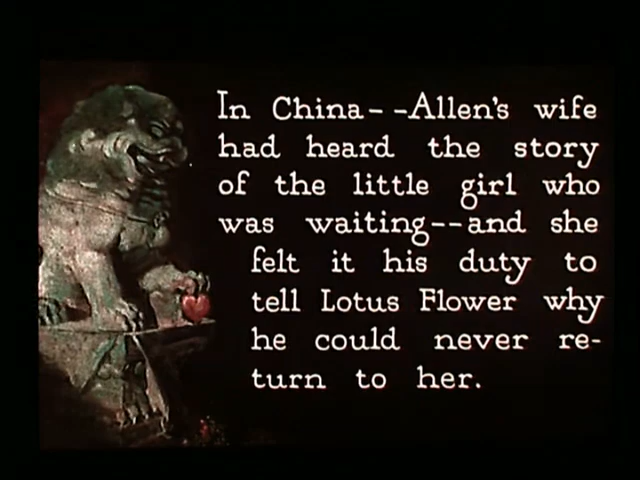 In China--Allen's wife
had heard the story
of the little girl who
was waiting--and she
felt it his duty to
tell Lotus Flower why
he could never re-
turn to her.